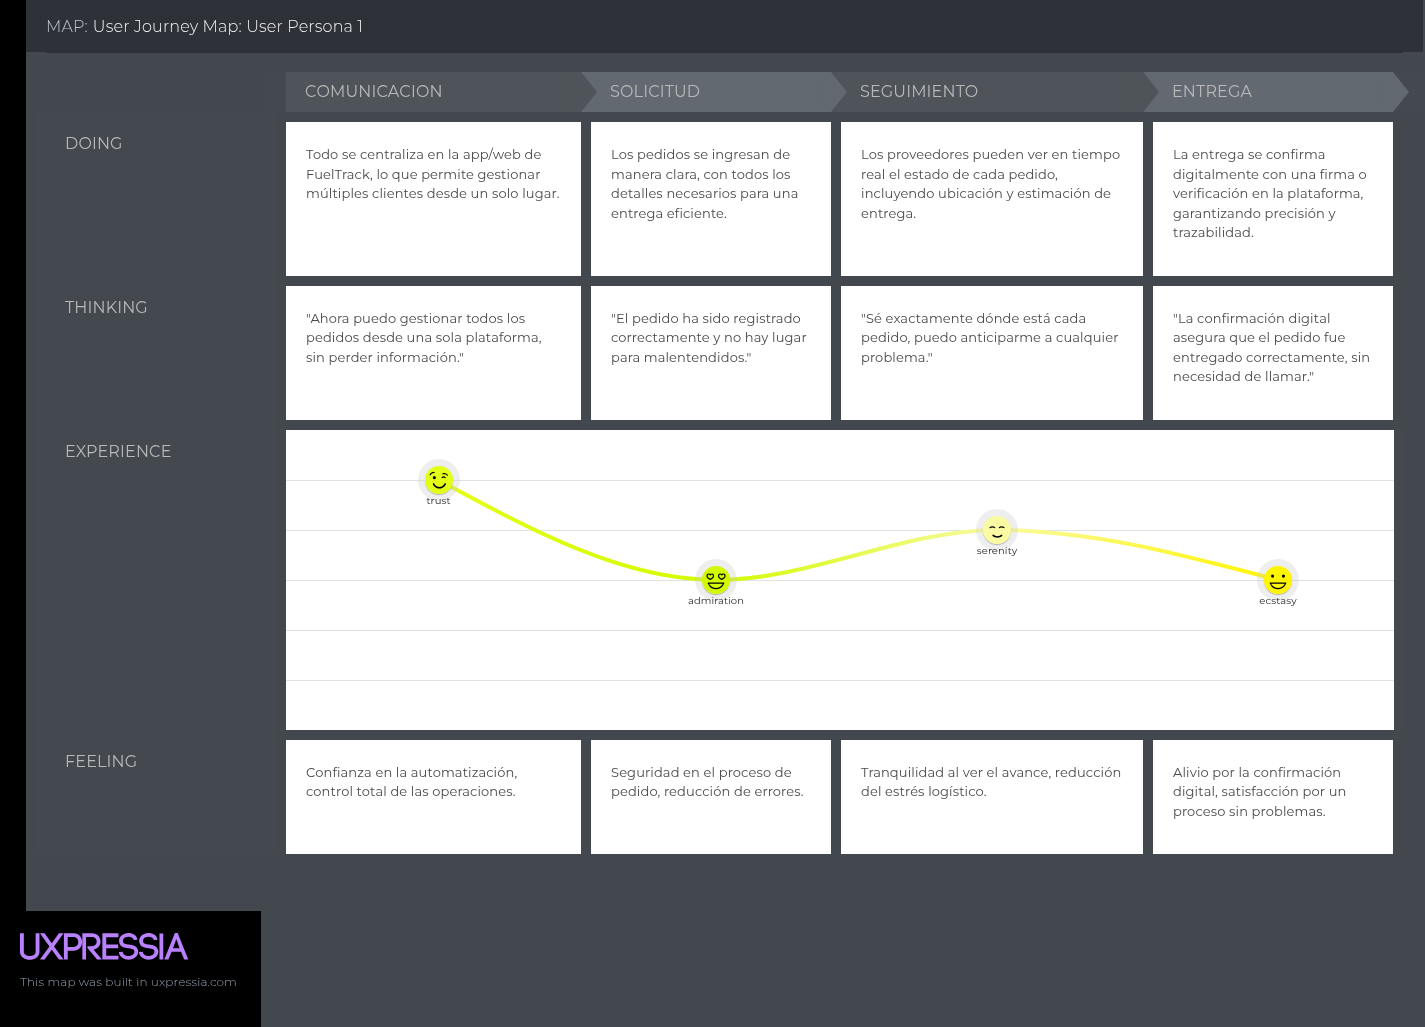 MAP: User Journey Map: User Persona 1
COMUNICACION
SOLICITUD
SEGUIMIENTO
ENTREGA
DOING
Todo se centraliza en la app/web de
FuelTrack, lo que permite gestionar
múltiples clientes desde un solo lugar.
Los pedidos se ingresan de
manera clara, con todos los
detalles necesarios para una
entrega eficiente.
Los proveedores pueden ver en tiempo
real el estado de cada pedido,
incluyendo ubicación y estimación de
entrega.
La entrega se confirma
digitalmente con una firma o
verificación en la plataforma,
garantizando precisión y
trazabilidad.
THINKING
"Ahora puedo gestionar todos los
pedidos desde una sola plataforma,
sin perder información."
"El pedido ha sido registrado
correctamente y no hay lugar
para malentendidos."
"Sé exactamente dónde está cada
pedido, puedo anticiparme a cualquier
problema."
"La confirmación digital
asegura que el pedido fue
entregado correctamente, sin
necesidad de llamar."
EXPERIENCE
trust
admiration
serenity
ecstasy
FEELING
Confianza en la automatización,
control total de las operaciones.
Seguridad en el proceso de
pedido, reducción de errores.
Tranquilidad al ver el avance, reducción
del estrés logístico.
Alivio por la confirmación
digital, satisfacción por un
proceso sin problemas.
UXPRESSIA
This map was built in uxpressia.com